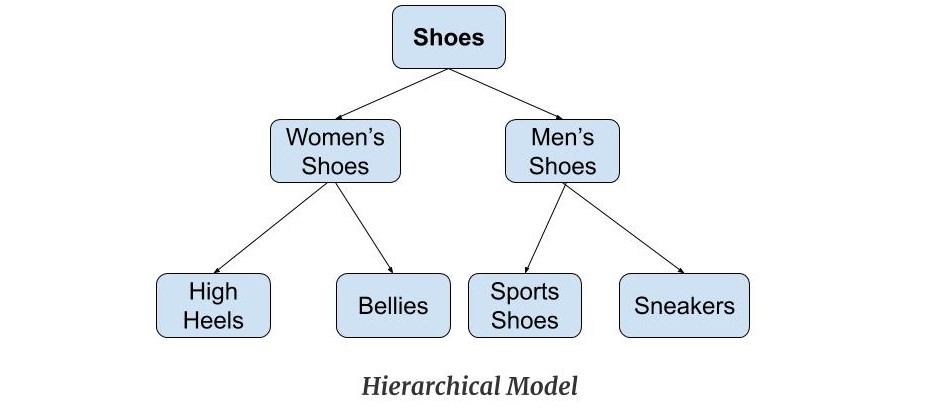 Shoes
Women’s
Shoes
Men’s
Shoes
High
Heels
Bellies
Sports
Shoes
Sneakers
Hierarchical Model